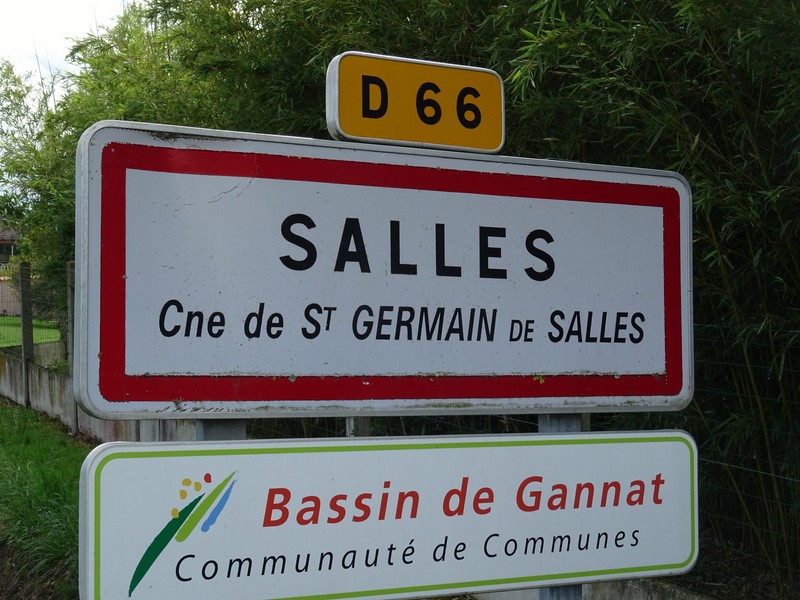 D 66
SALLES
Cne de ST GERMAIN DE SALLES
Bassin de Gannat
Communauté de Communes